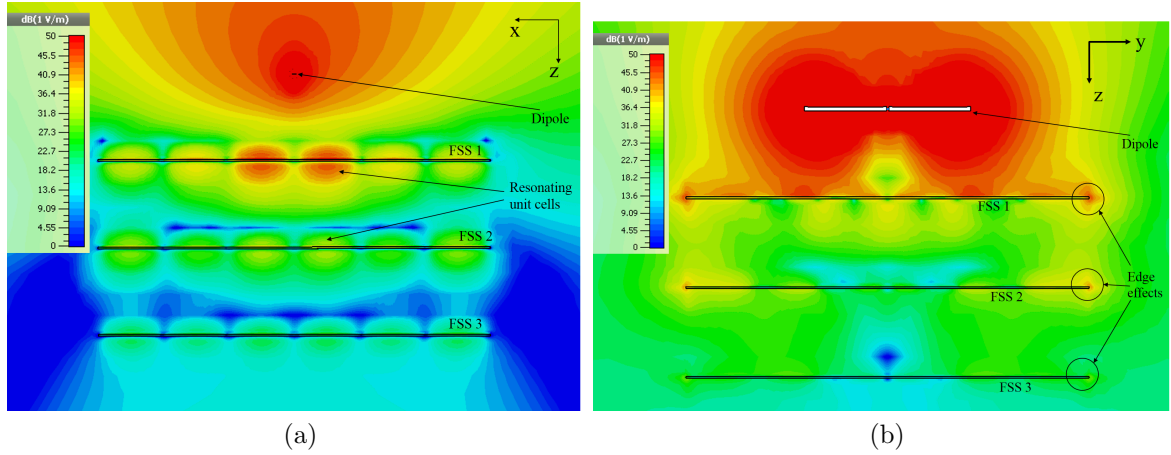 dB(1 V/m)
50
45.5
40.9
36.4
31.8
27.3
22.7
18.2
13.6
9.09
4.55
0
x
z
Dipole
FSS 1
Resonating
unit cells
FSS 2
FSS 3
(a)
dB(1 V/m)
50
45.5
40.9
36.4
31.8
27.3
22.7
18.2
13.6
9.09
4.55
0
y
z
Dipole
FSS 1
Edge
effects
FSS 2
FSS 3
(b)